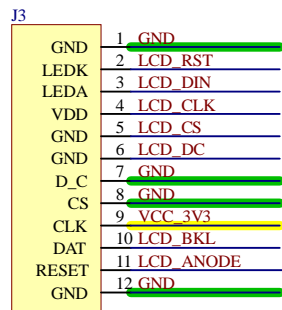 J3
GND 1 GND
LEDK 2 LCD_RST
LEDA 3 LCD_DIN
VDD 4 LCD_CLK
GND 5 LCD_CS
GND 6 LCD_DC
D_C 7 GND
CS 8 GND
CLK 9 VCC_3V3
DAT 10 LCD_BKL
RESET 11 LCD_ANODE
GND 12 GND